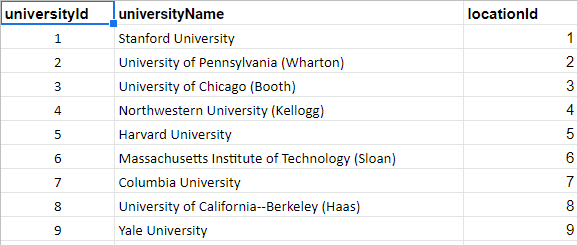 universityId universityName locationId
1 Stanford University 1
2 University of Pennsylvania (Wharton) 2
3 University of Chicago (Booth) 3
4 Northwestern University (Kellogg) 4
5 Harvard University 5
6 Massachusetts Institute of Technology (Sloan) 6
7 Columbia University 7
8 University of California--Berkeley (Haas) 8
9 Yale University 9